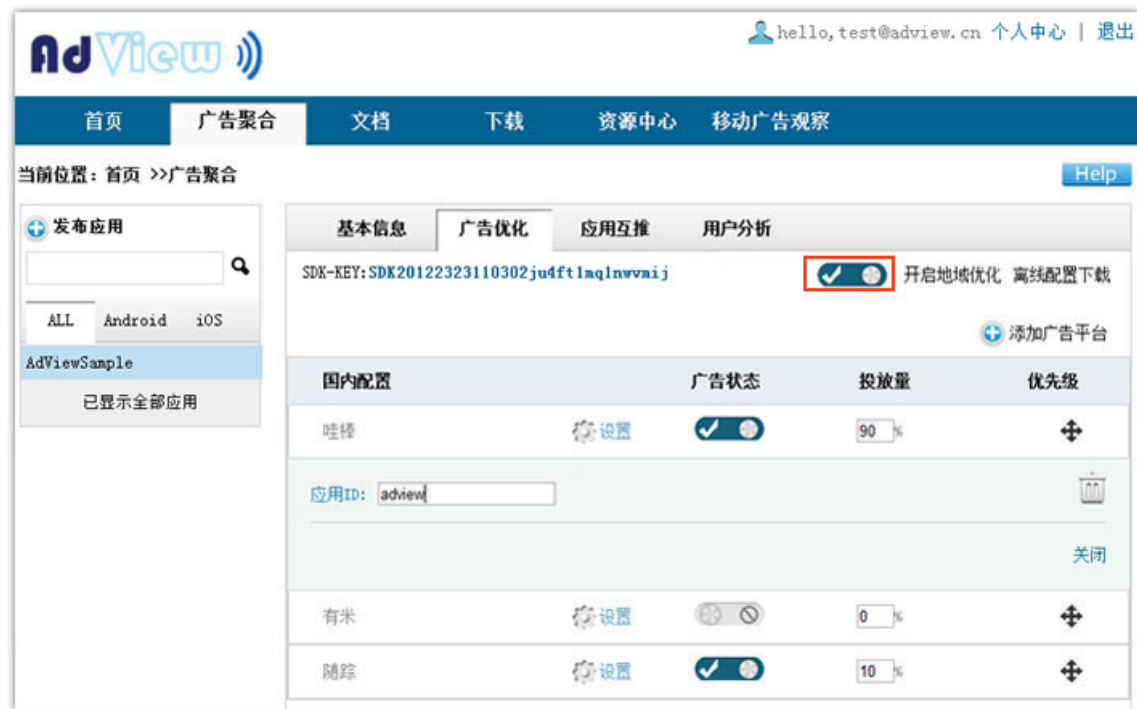 AdView
hello,test@adview.cn 个人中心 | 退出
首页 广告聚合 文档 下载 资源中心 移动广告观察
当前位置：首页 >>广告聚合
Help
发布应用
ALL Android iOS
AdViewSample
已显示全部应用
基本信息 广告优化 应用互推 用户分析
SDK-KEY:SDK20122323110302ju4ft1mq1nwvmij
开启地域优化 离线配置下载
添加广告平台
国内配置 广告状态 投放量 优先级
哇棒 设置 90 %
应用ID: adview
关闭
有米 设置 0 %
随踪 设置 10 %